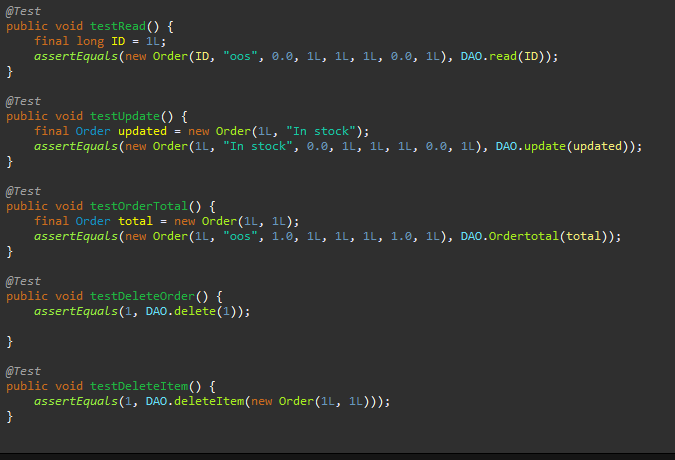 @Test
public void testRead() {
    final long ID = 1L;
    assertEquals(new Order(ID, "oos", 0.0, 1L, 1L, 1L, 0.0, 1L), DAO.read(ID));
}
@Test
public void testUpdate() {
    final Order updated = new Order(1L, "In stock");
    assertEquals(new Order(1L, "In stock", 0.0, 1L, 1L, 1L, 0.0, 1L), DAO.update(updated));
}
@Test
public void testOrderTotal() {
    final Order total = new Order(1L, 1L);
    assertEquals(new Order(1L, "oos", 1.0, 1L, 1L, 1L, 1.0, 1L), DAO.Ordertotal(total));
}
@Test
public void testDeleteOrder() {
    assertEquals(1, DAO.delete(1));
}
@Test
public void testDeleteItem() {
    assertEquals(1, DAO.deleteItem(new Order(1L, 1L)));
}